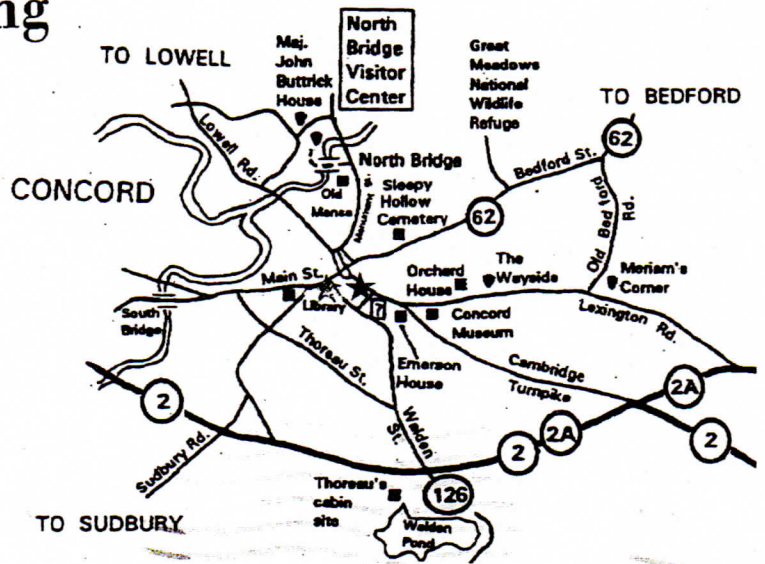 ng
TO LOWELL
Maj.
John
Buttrick
House
North
Bridge
Visitor
Center
Great
Meadows
National
Wildlife
Refuge
TO BEDFORD
62
Lowell Rd.
Bedford St.
North Bridge
CONCORD
Old
Manse
Monument St.
Sleepy
Hollow
Cemetery
62
Old Bedford
Rd.
Main St.
Orchard
House
The
Wayside
Meriam's
Corner
South
Bridge
Library
Concord
Museum
Lexington Rd.
Thoreau St.
Emerson
House
Cambridge
Turnpike
2A
2
Walden
St.
2
2A
2
Sudbury Rd.
Thoreau's
cabin
site
126
TO SUDBURY
Walden
Pond